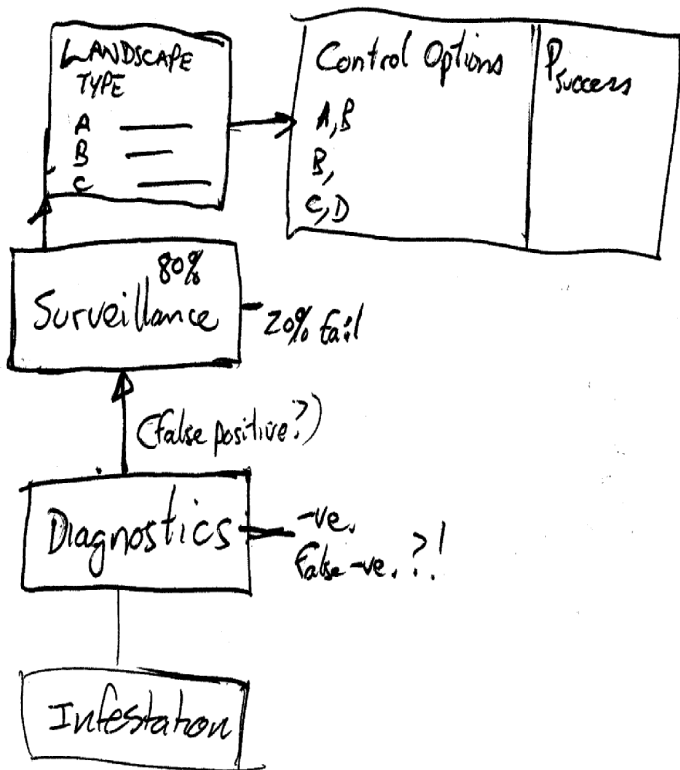 LANDSCAPE
TYPE
A
B
C
Control Options
A,B
B,
C,D
Psuccess
80%
Surveillance
20% fail
(false positive?)
Diagnostics
-ve.
False -ve. ?!
Infestation